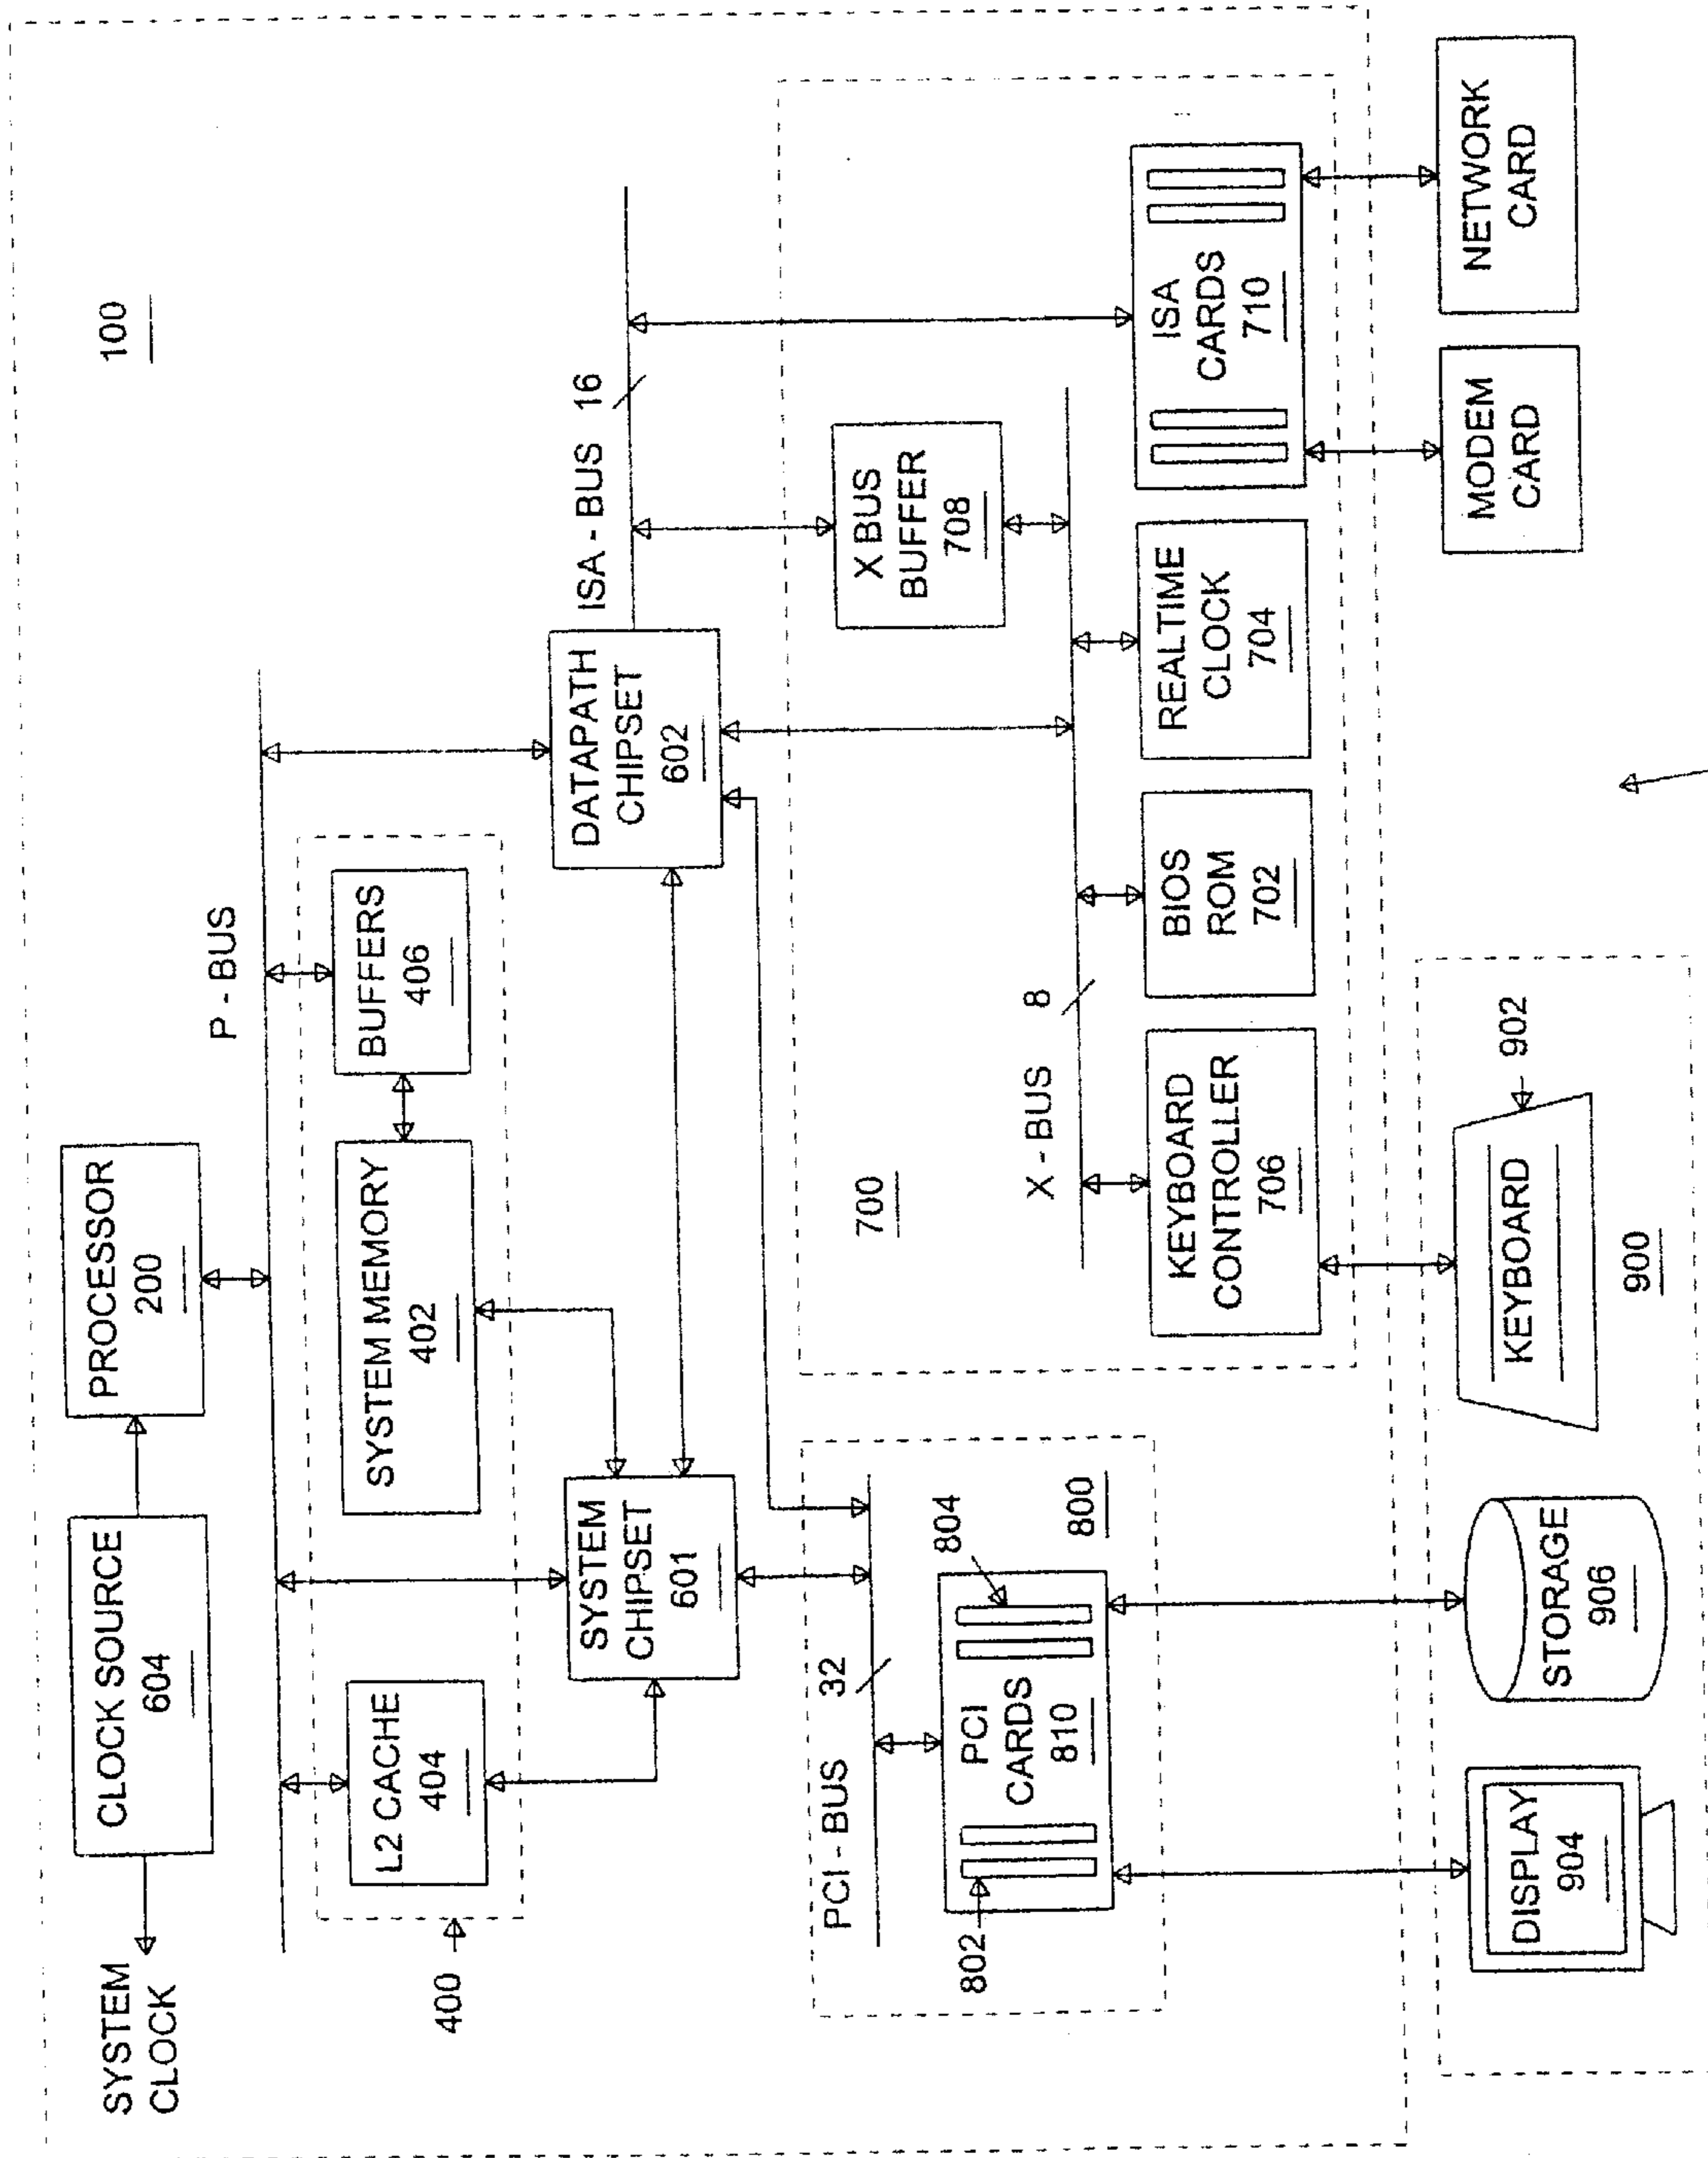 100
SYSTEM
CLOCK
CLOCK SOURCE
604
PROCESSOR
200
P - BUS
400
L2 CACHE
404
SYSTEM MEMORY
402
BUFFERS
406
SYSTEM
CHIPSET
601
DATAPATH
CHIPSET
602
ISA - BUS 16
PCI - BUS 32
802
PCI
CARDS
810
804
800
700
X - BUS 8
X BUS
BUFFER
708
KEYBOARD
CONTROLLER
706
BIOS
ROM
702
REALTIME
CLOCK
704
ISA
CARDS
710
DISPLAY
904
STORAGE
906
KEYBOARD
902
900
MODEM
CARD
NETWORK
CARD